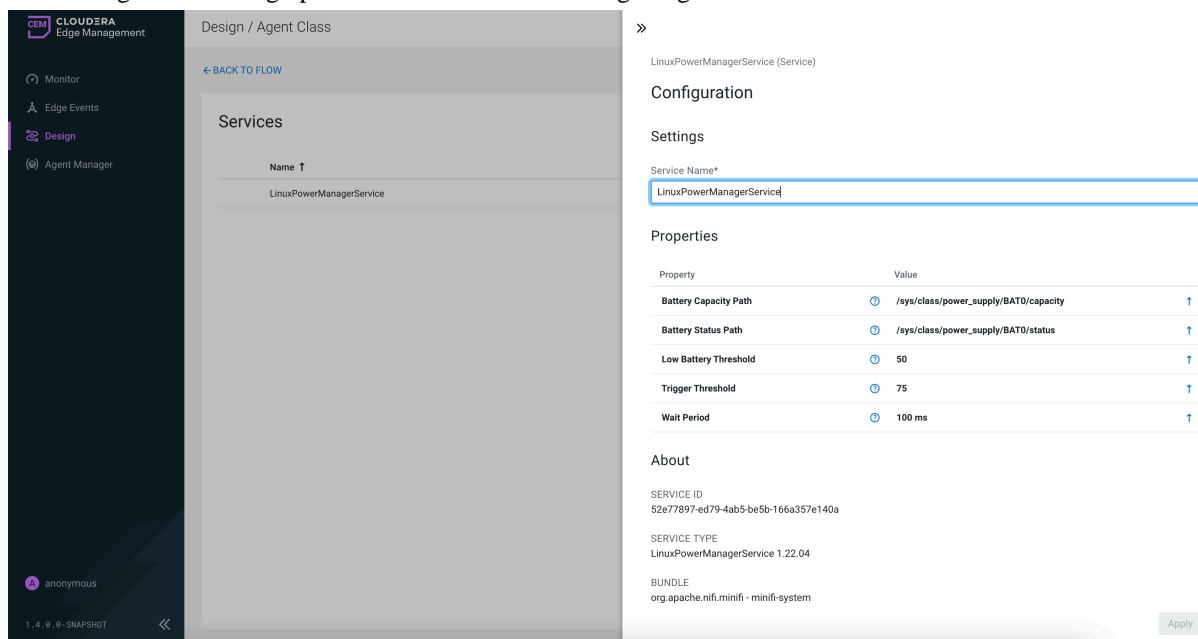 CEM CLOUDERA
Edge Management
Monitor
Edge Events
Design
Agent Manager
A anonymous
1.4.0.0-SNAPSHOT
Design / Agent Class
BACK TO FLOW
Services
Name ↑
LinuxPowerManagerService
LinuxPowerManagerService (Service)
Configuration
Settings
Service Name*
LinuxPowerManagerService
Properties
Property Value
Battery Capacity Path /sys/class/power_supply/BAT0/capacity
Battery Status Path /sys/class/power_supply/BAT0/status
Low Battery Threshold 50
Trigger Threshold 75
Wait Period 100 ms
About
SERVICE ID
52e77897-ed79-4ab5-be5b-166a357e140a
SERVICE TYPE
LinuxPowerManagerService 1.22.04
BUNDLE
org.apache.nifi.minifi - minifi-system
Apply